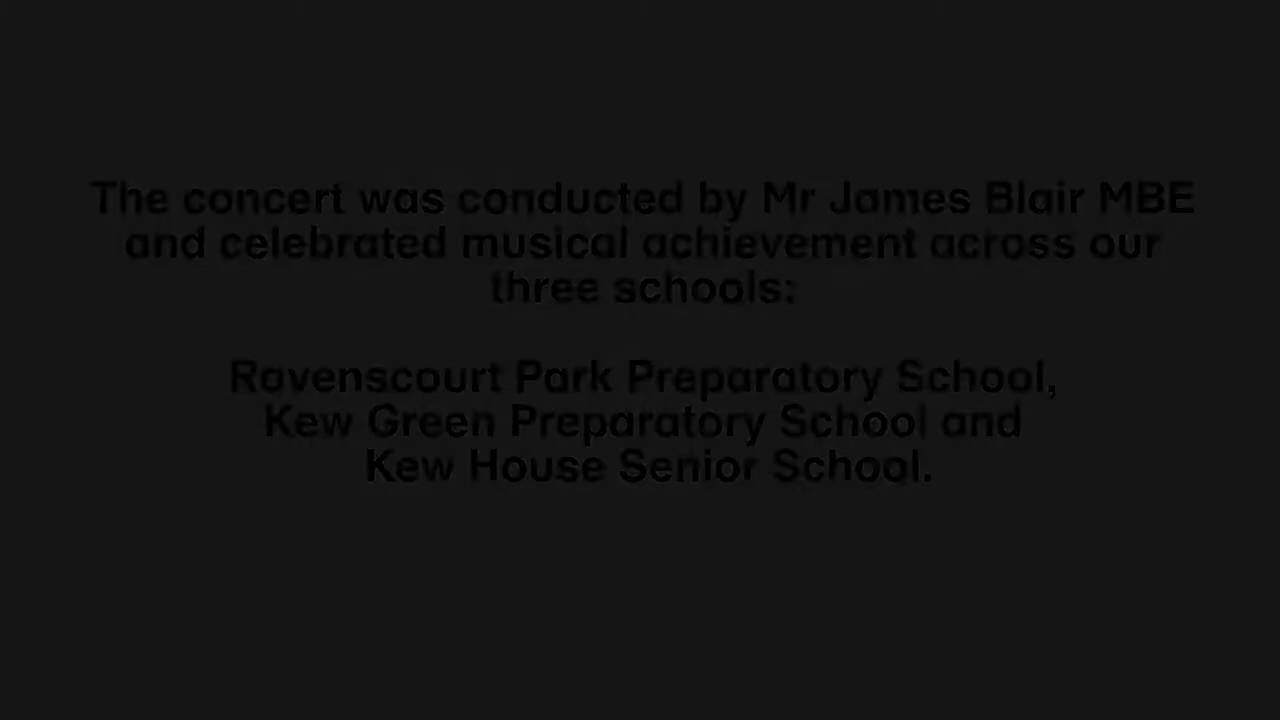 The concert was conducted by Mr James Blair MBE
and celebrated musical achievement across our
three schools:
Ravenscourt Park Preparatory School,
Kew Green Preparatory School and
Kew House Senior School.